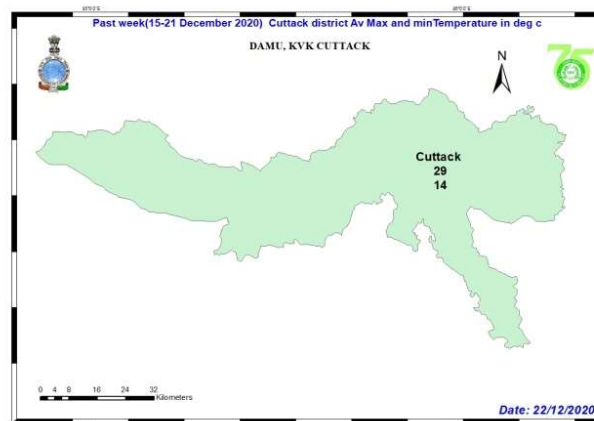 Past week(15-21 December 2020) Cuttack district Av Max and minTemperature in deg c
DAMU, KVK CUTTACK
N
75
Cuttack
29
14
0 4 8 16 24 32
Kilometers
Date: 22/12/2020